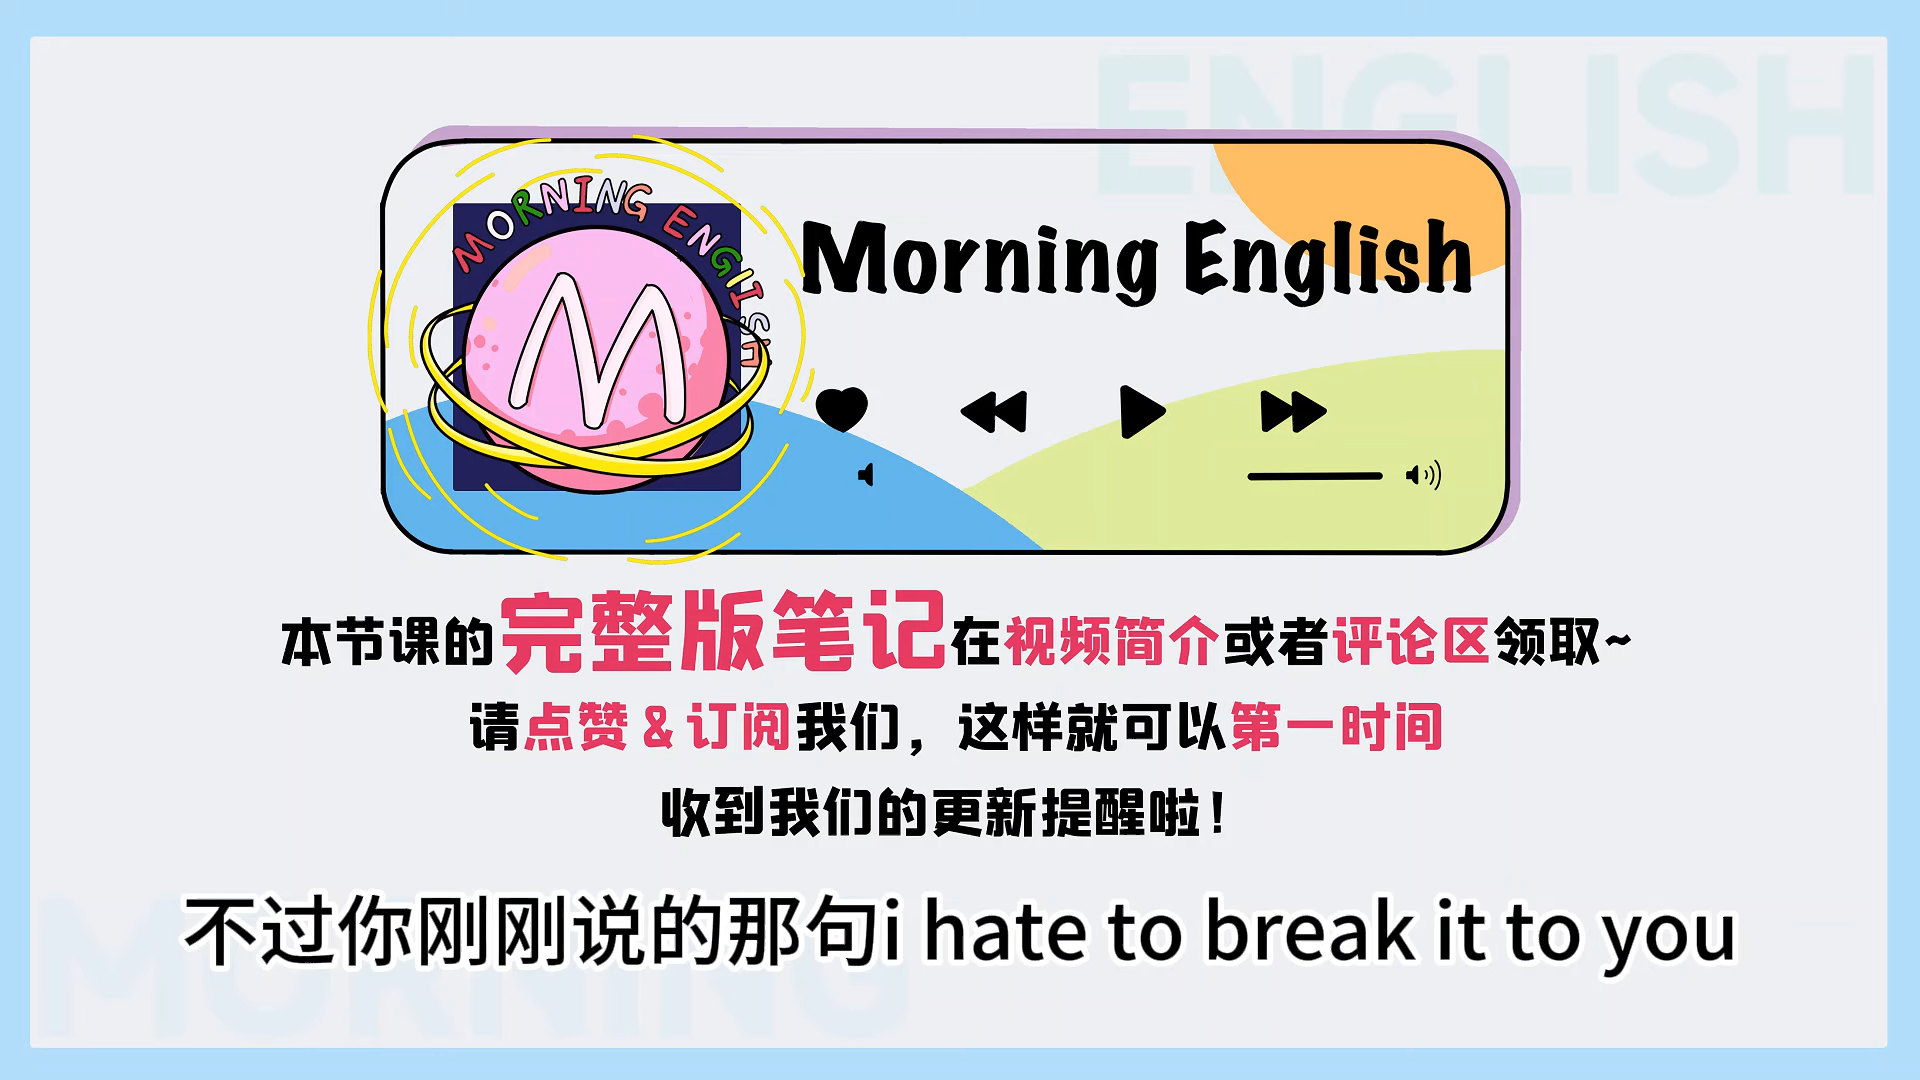 ENGLISH
MORNING ENGLISH
M
Morning English
本节课的完整版笔记在视频简介或者评论区领取~
请点赞&订阅我们，这样就可以第一时间
收到我们的更新提醒啦！
不过你刚刚说的那句i hate to break it to you
MORNING